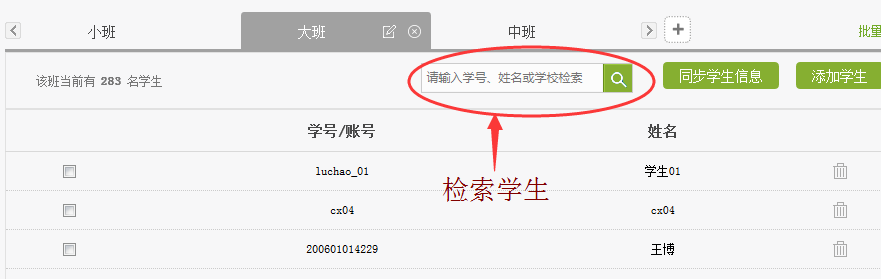 小班 大班 中班 批量
该班当前有 283 名学生 请输入学号、姓名或学校检索 同步学生信息 添加学生
学号/账号 姓名
luchao_01 学生01
cx04 cx04
检索学生
200601014229 王博